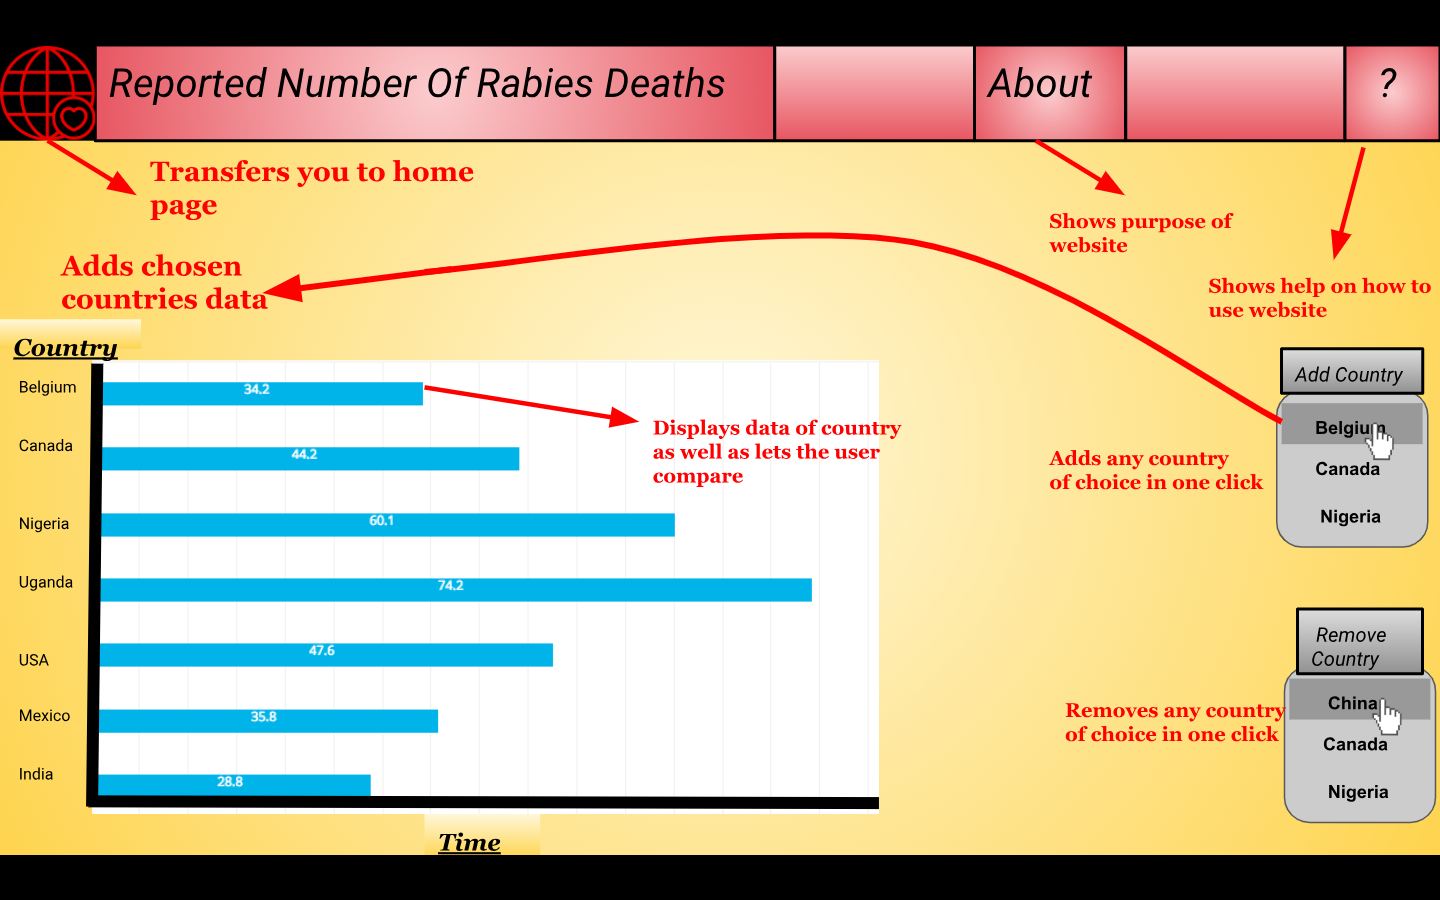 Reported Number Of Rabies Deaths
About
?
Transfers you to home
page
Shows purpose of
website
Adds chosen
countries data
Shows help on how to
use website
Country
Add Country
Belgium
Canada
Nigeria
Adds any country
of choice in one click
Belgium
34.2
Displays data of country
as well as lets the user
compare
Canada
44.2
Nigeria
60.1
Uganda
74.2
USA
47.6
Mexico
35.8
India
28.8
Remove
Country
China
Canada
Nigeria
Removes any country
of choice in one click
Time